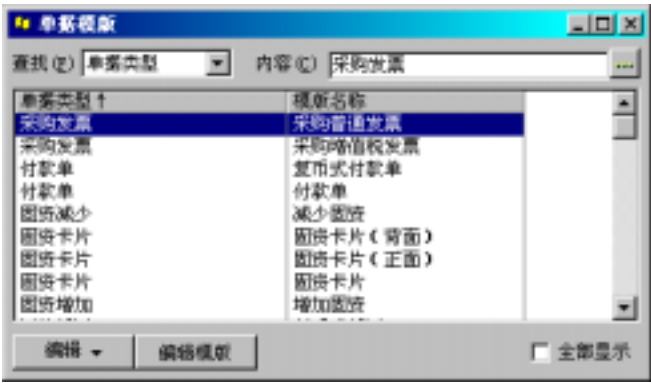 单据模版
查找(F) 单据类型 内容(C) 采购发票 ...
单据类型↑ 模版名称
采购发票 采购普通发票
采购发票 采购增值税发票
付款单 复币式付款单
付款单 付款单
固资减少 减少固资
固资卡片 固资卡片(背面)
固资卡片 固资卡片(正面)
固资卡片 固资卡片
固资增加 增加固资
编辑 编辑模版 全部显示